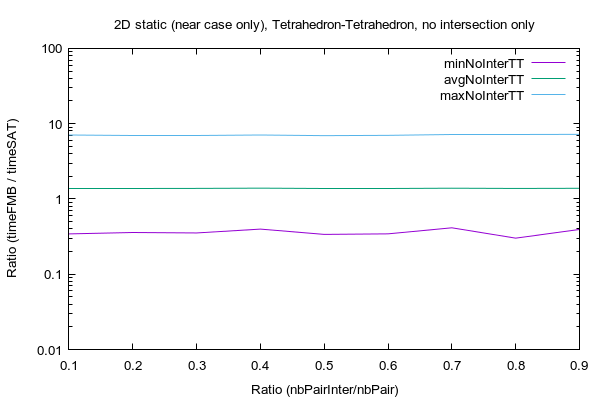 2D static (near case only), Tetrahedron-Tetrahedron, no intersection only
100
10
1
0.1
0.01
Ratio (timeFMB / timeSAT)
minNoInterTT
avgNoInterTT
maxNoInterTT
0.1 0.2 0.3 0.4 0.5 0.6 0.7 0.8 0.9
Ratio (nbPairInter/nbPair)